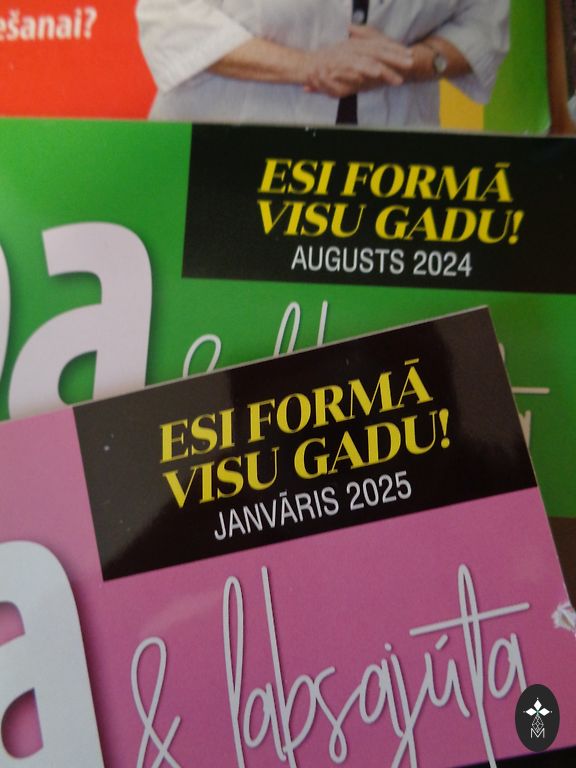 ešanai?
ESI FORMĀ
VISU GADU!
AUGUSTS 2024
a
&
ESI FORMĀ
VISU GADU!
JANVĀRIS 2025
a
& labsajūta
M